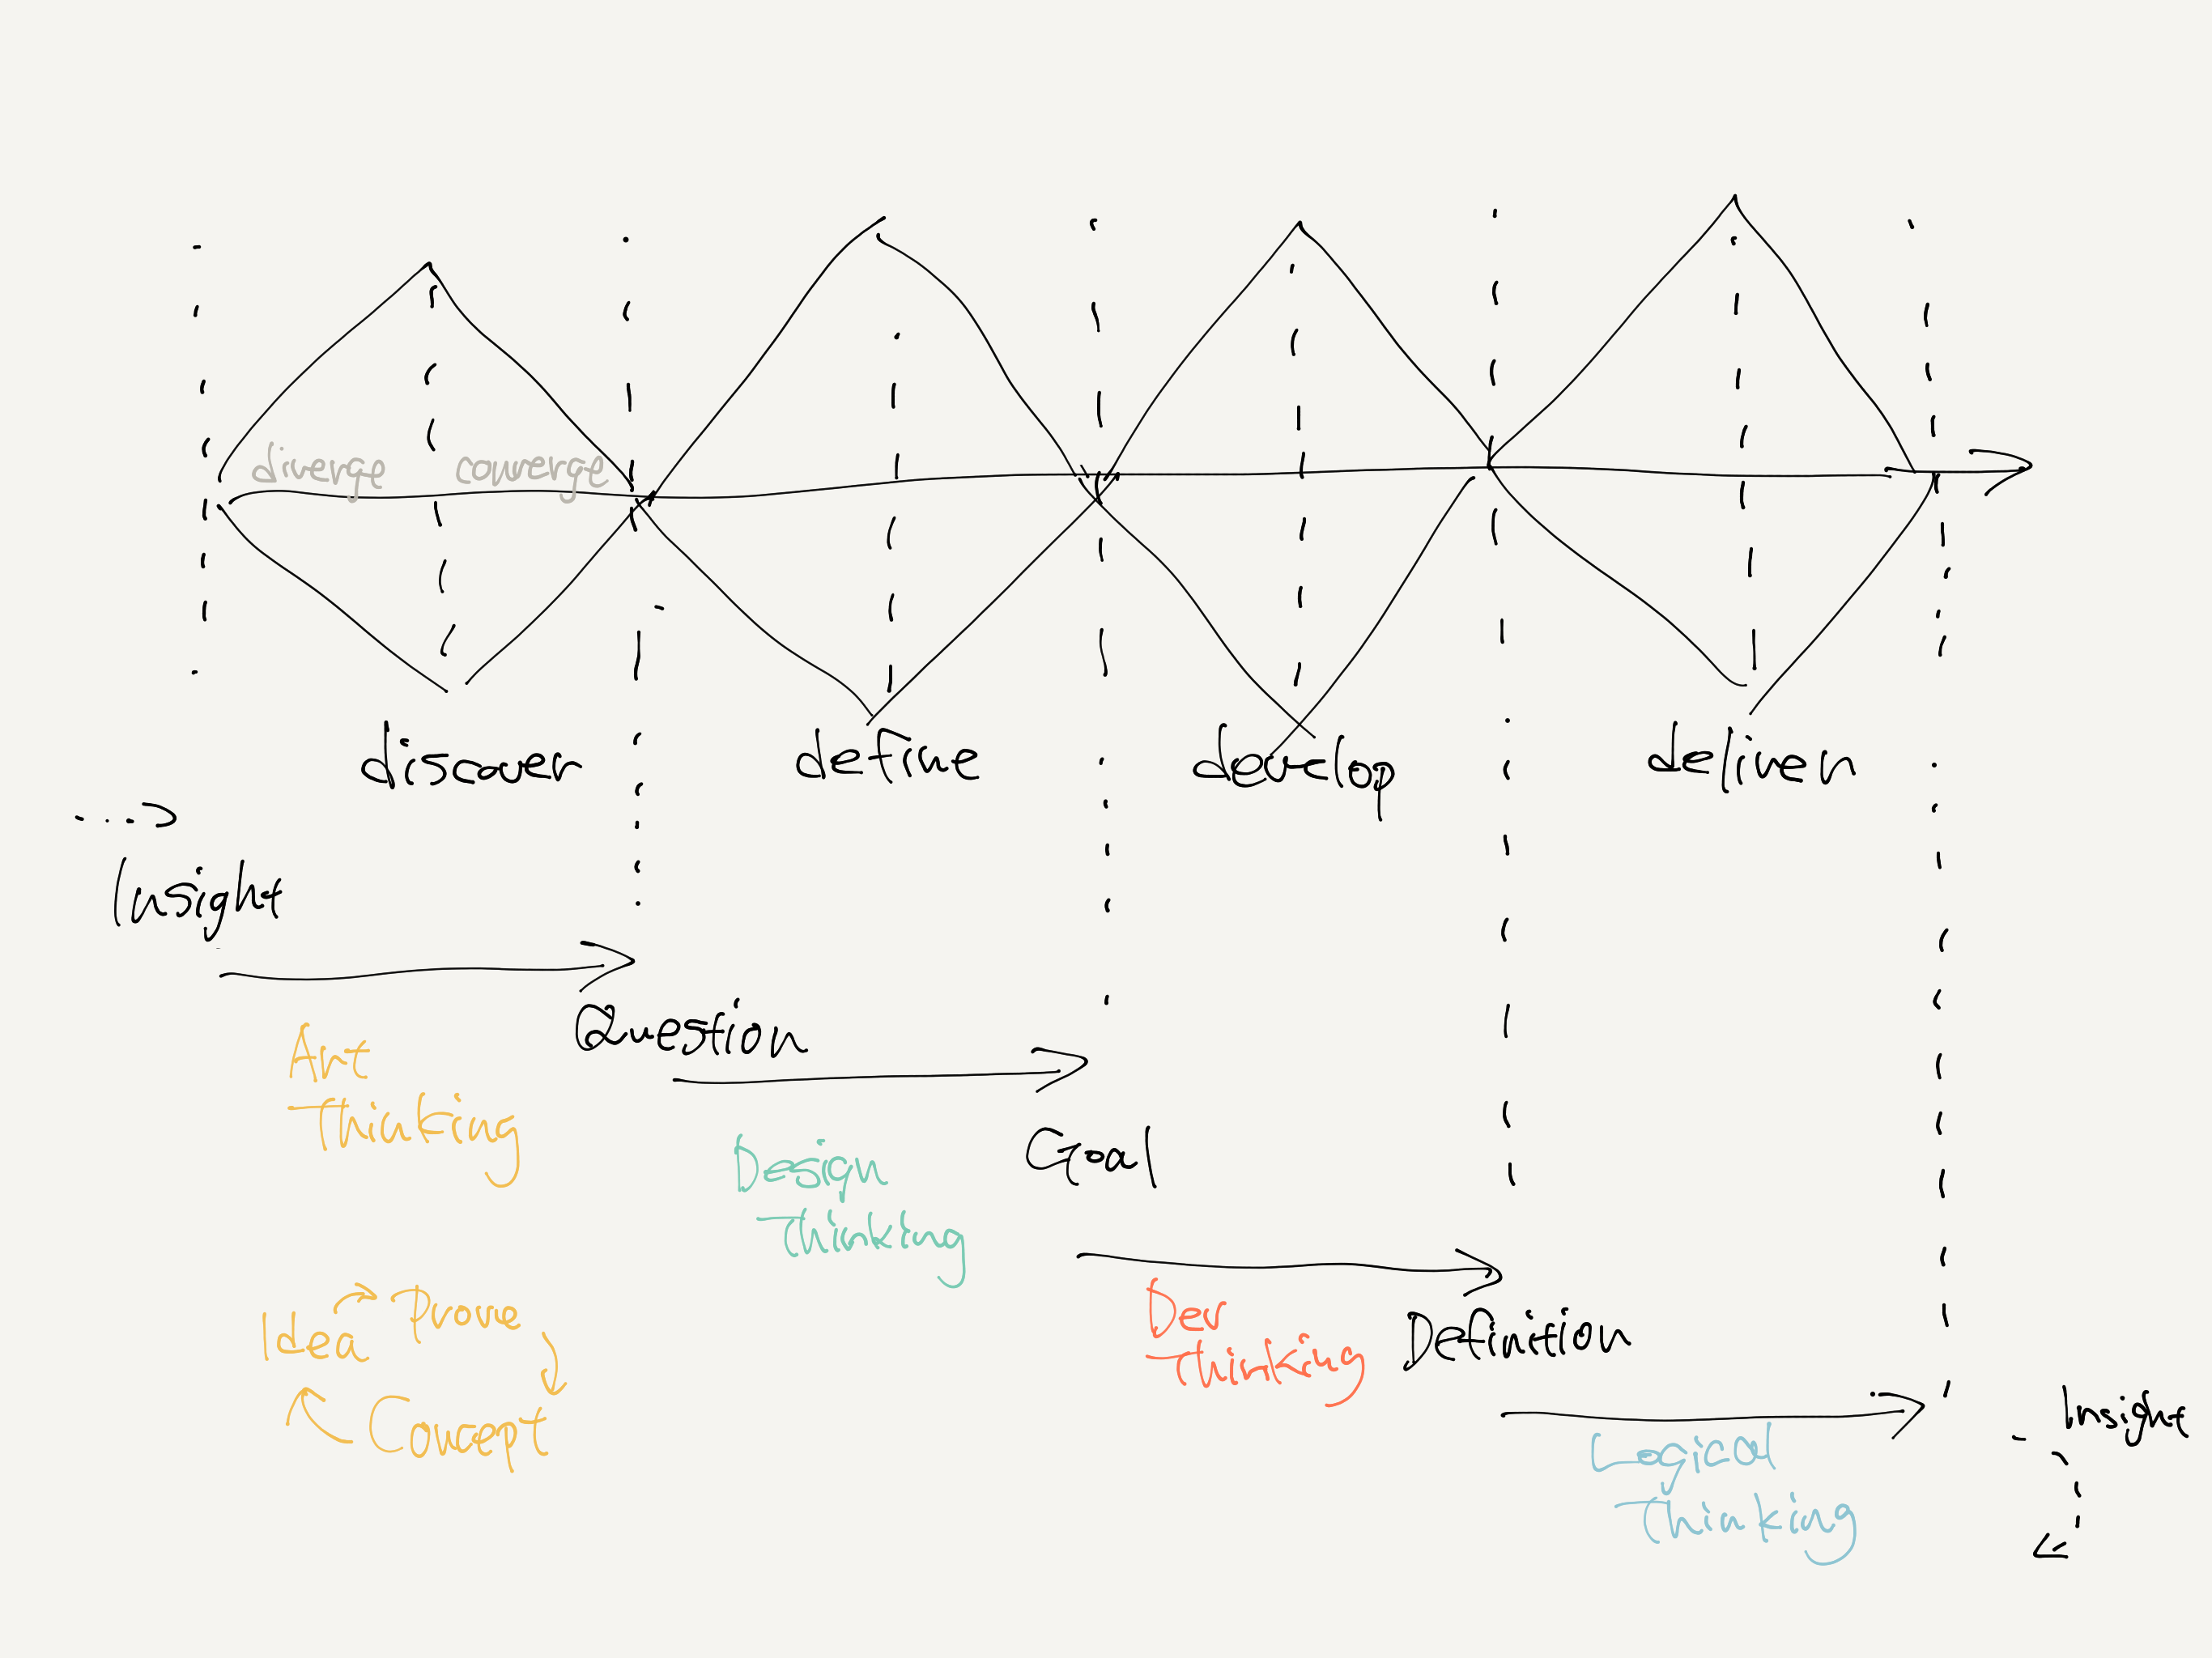 diverge converge
discover
define
develop
deliver
Insight
Question
Art
Thinking
Design
Thinking
Goal
Idea
Prove
Concept
Dev
Thinking
Definition
Logical
Thinking
Insight